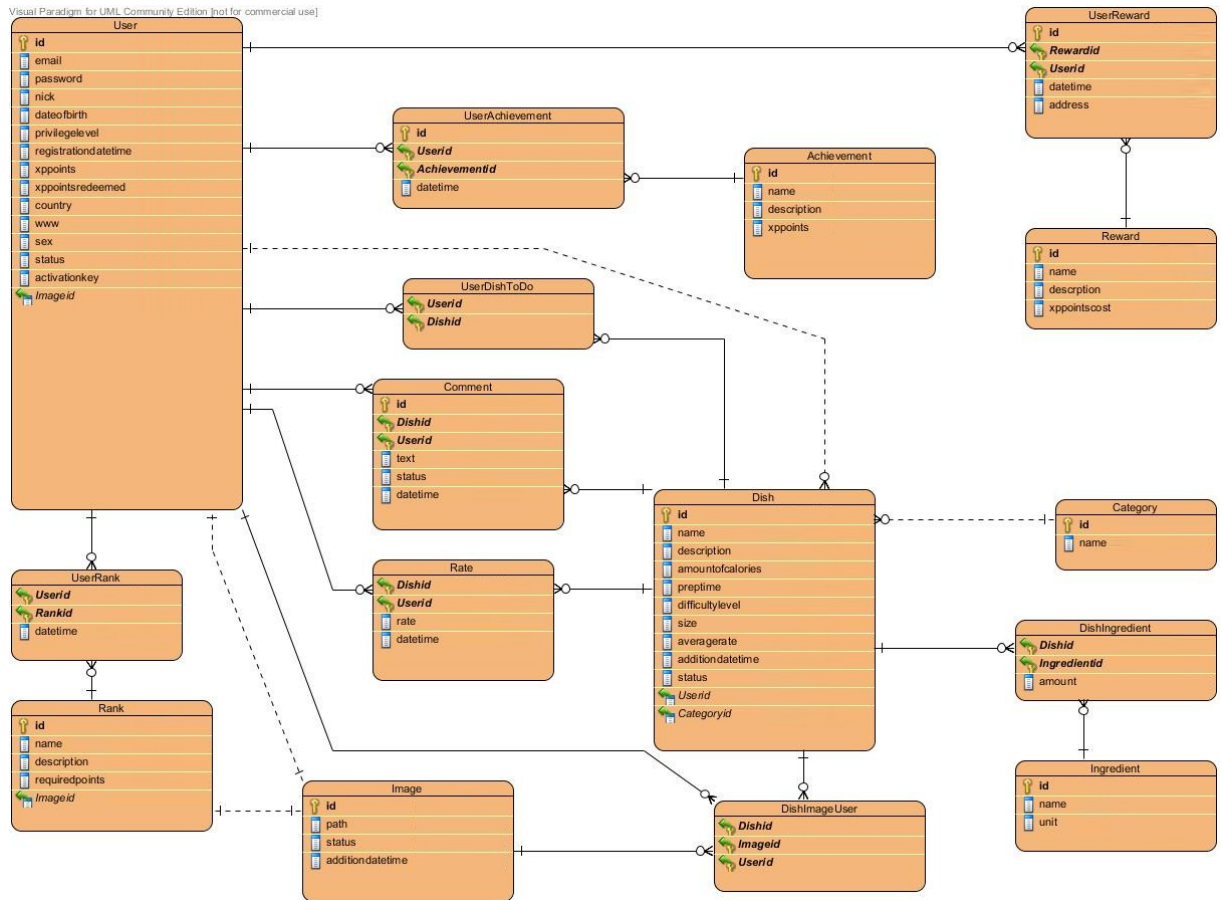 Visual Paradigm for UML Community Edition [not for commercial use]
User
id
email
password
nick
dateofbirth
privilegelevel
registrationdatetime
xppoints
xppointsredeemed
country
www
sex
status
activationkey
Imageid
UserReward
id
Rewardid
Userid
datetime
address
UserAchievement
id
Userid
Achievementid
datetime
Achievement
id
name
description
xppoints
Reward
id
name
descrption
xppointscost
UserDishToDo
Userid
Dishid
Comment
id
Dishid
Userid
text
status
datetime
Dish
id
name
description
amountofcalories
preptime
difficultylevel
size
averagerate
additiondatetime
status
Userid
Categoryid
Category
id
name
UserRank
Userid
Rankid
datetime
Rate
Dishid
Userid
rate
datetime
DishIngredient
Dishid
Ingredientid
amount
Rank
id
name
description
requiredpoints
Imageid
Image
id
path
status
additiondatetime
DishImageUser
Dishid
Imageid
Userid
Ingredient
id
name
unit